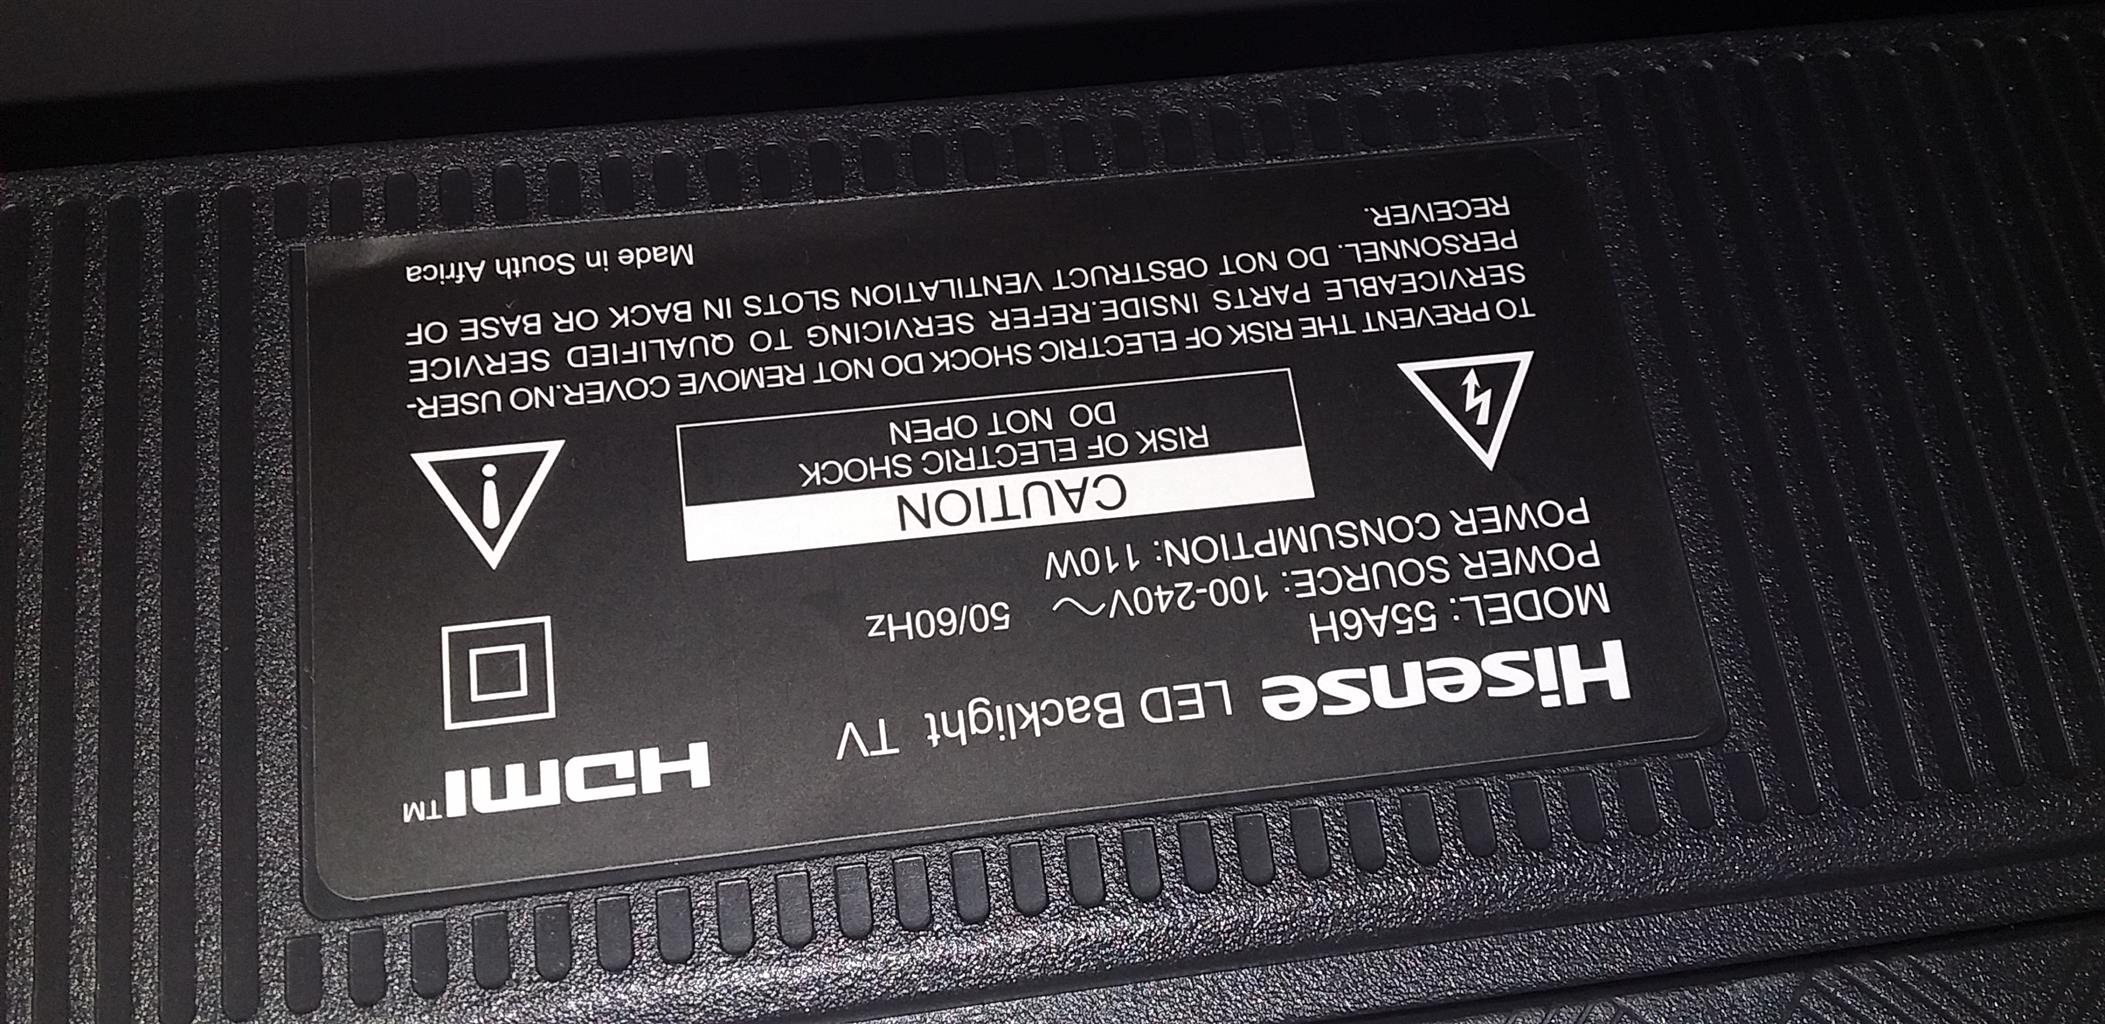 Hisense LED Backlight TV
HDMI™
MODEL: 55A6H
POWER SOURCE: 100-240V~ 50/60Hz
POWER CONSUMPTION: 110W
CAUTION
RISK OF ELECTRIC SHOCK
DO NOT OPEN
TO PREVENT THE RISK OF ELECTRIC SHOCK DO NOT REMOVE COVER.NO USER-
SERVICEABLE PARTS INSIDE.REFER SERVICING TO QUALIFIED SERVICE
PERSONNEL. DO NOT OBSTRUCT VENTILATION SLOTS IN BACK OR BASE OF
RECEIVER.
Made in South Africa